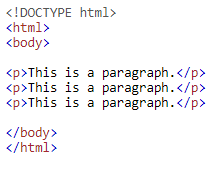 <!DOCTYPE html>
<html>
<body>
<p>This is a paragraph.</p>
<p>This is a paragraph.</p>
<p>This is a paragraph.</p>
</body>
</html>